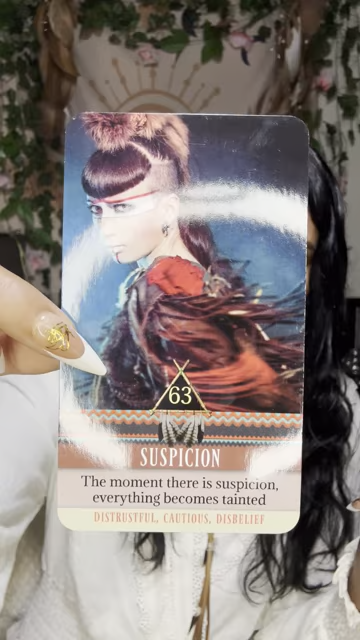 63
SUSPICION
The moment there is suspicion,
everything becomes tainted
DISTRUSTFUL, CAUTIOUS, DISBELIEF